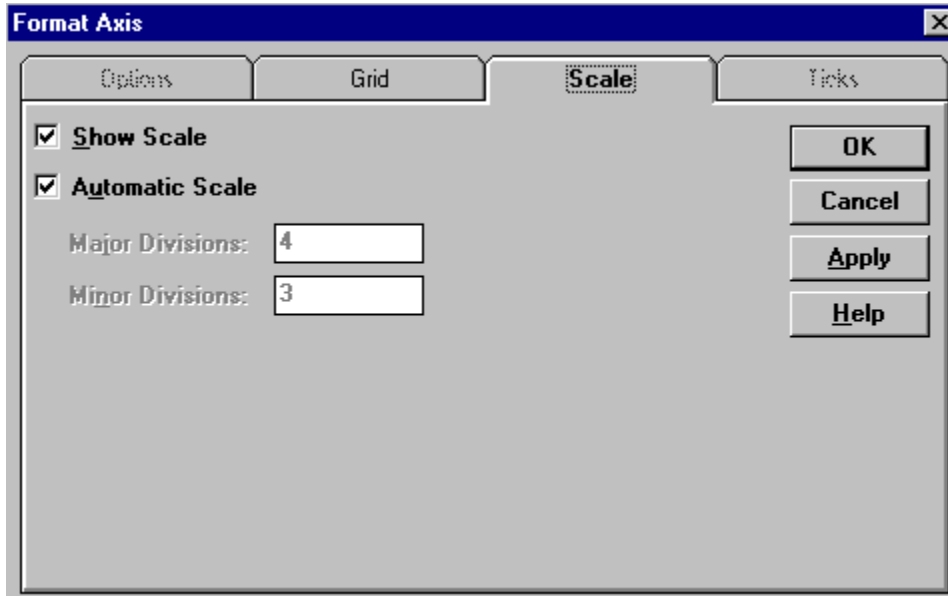 Format Axis
Options Grid Scale Ticks
Show Scale
OK
Automatic Scale
Cancel
Major Divisions: 4
Apply
Minor Divisions: 3
Help